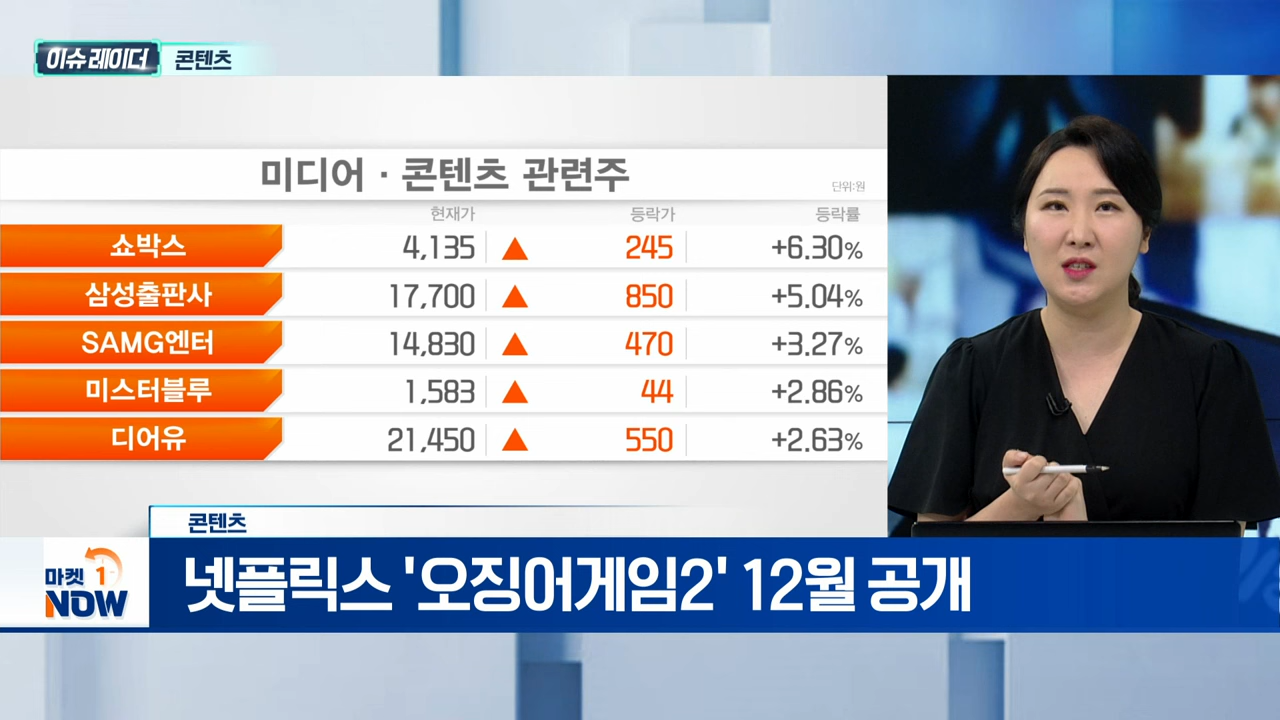 이슈 레이더 콘텐츠
미디어 · 콘텐츠 관련주
단위:원
현재가 등락가 등락률
쇼박스 4,135 ▲ 245 +6.30%
삼성출판사 17,700 ▲ 850 +5.04%
SAMG엔터 14,830 ▲ 470 +3.27%
미스터블루 1,583 ▲ 44 +2.86%
디어유 21,450 ▲ 550 +2.63%
콘텐츠
마켓 1
NOW
넷플릭스 '오징어게임2' 12월 공개